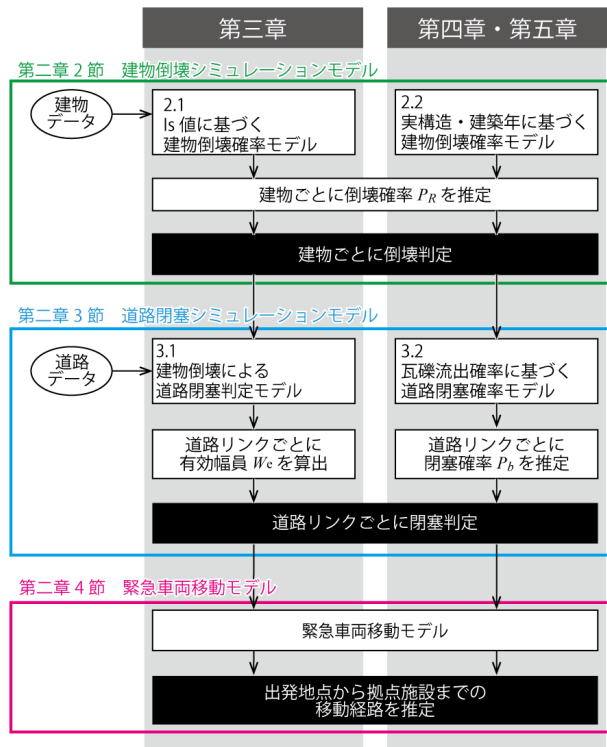 第三章
第四章・第五章
第二章2節　建物倒壊シミュレーションモデル
建物
データ
2.1
Is 値に基づく
建物倒壊確率モデル
2.2
実構造・建築年に基づく
建物倒壊確率モデル
建物ごとに倒壊確率 PR を推定
建物ごとに倒壊判定
第二章3節　道路閉塞シミュレーションモデル
道路
データ
3.1
建物倒壊による
道路閉塞判定モデル
3.2
瓦礫流出確率に基づく
道路閉塞確率モデル
道路リンクごとに
有効幅員 We を算出
道路リンクごとに
閉塞確率 Pb を推定
道路リンクごとに閉塞判定
第二章4節　緊急車両移動モデル
緊急車両移動モデル
出発地点から拠点施設までの
移動経路を推定